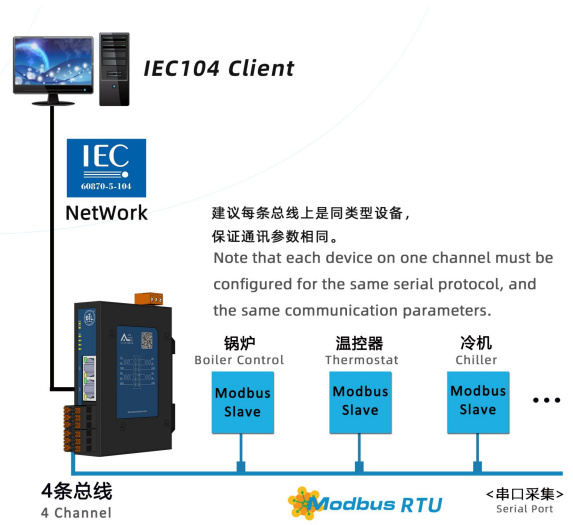 IEC104 Client
IEC
60870-5-104
NetWork
建议每条总线上是同类型设备，
保证通讯参数相同。
Note that each device on one channel must be
configured for the same serial protocol, and
the same communication parameters.
锅炉
Boiler Control
温控器
Thermostat
冷机
Chiller
Modbus
Slave
Modbus
Slave
Modbus
Slave
•••
4条总线
4 Channel
Modbus RTU
<串口采集>
Serial Port